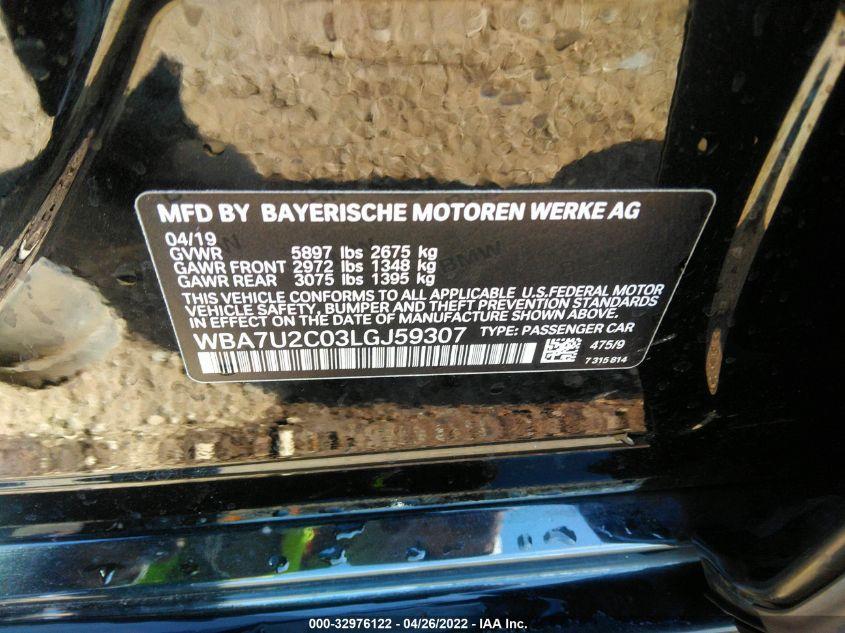 MFD BY BAYERISCHE MOTOREN WERKE AG
04/19
GVWR 5897 lbs 2675 kg
GAWR FRONT 2972 lbs 1348 kg
GAWR REAR 3075 lbs 1395 kg
THIS VEHICLE CONFORMS TO ALL APPLICABLE U.S.FEDERAL MOTOR
VEHICLE SAFETY, BUMPER AND THEFT PREVENTION STANDARDS
IN EFFECT ON THE DATE OF MANUFACTURE SHOWN ABOVE.
WBA7U2C03LGJ59307 TYPE: PASSENGER CAR
475/9
7 315 814
000-32976122 - 04/26/2022 - IAA Inc.